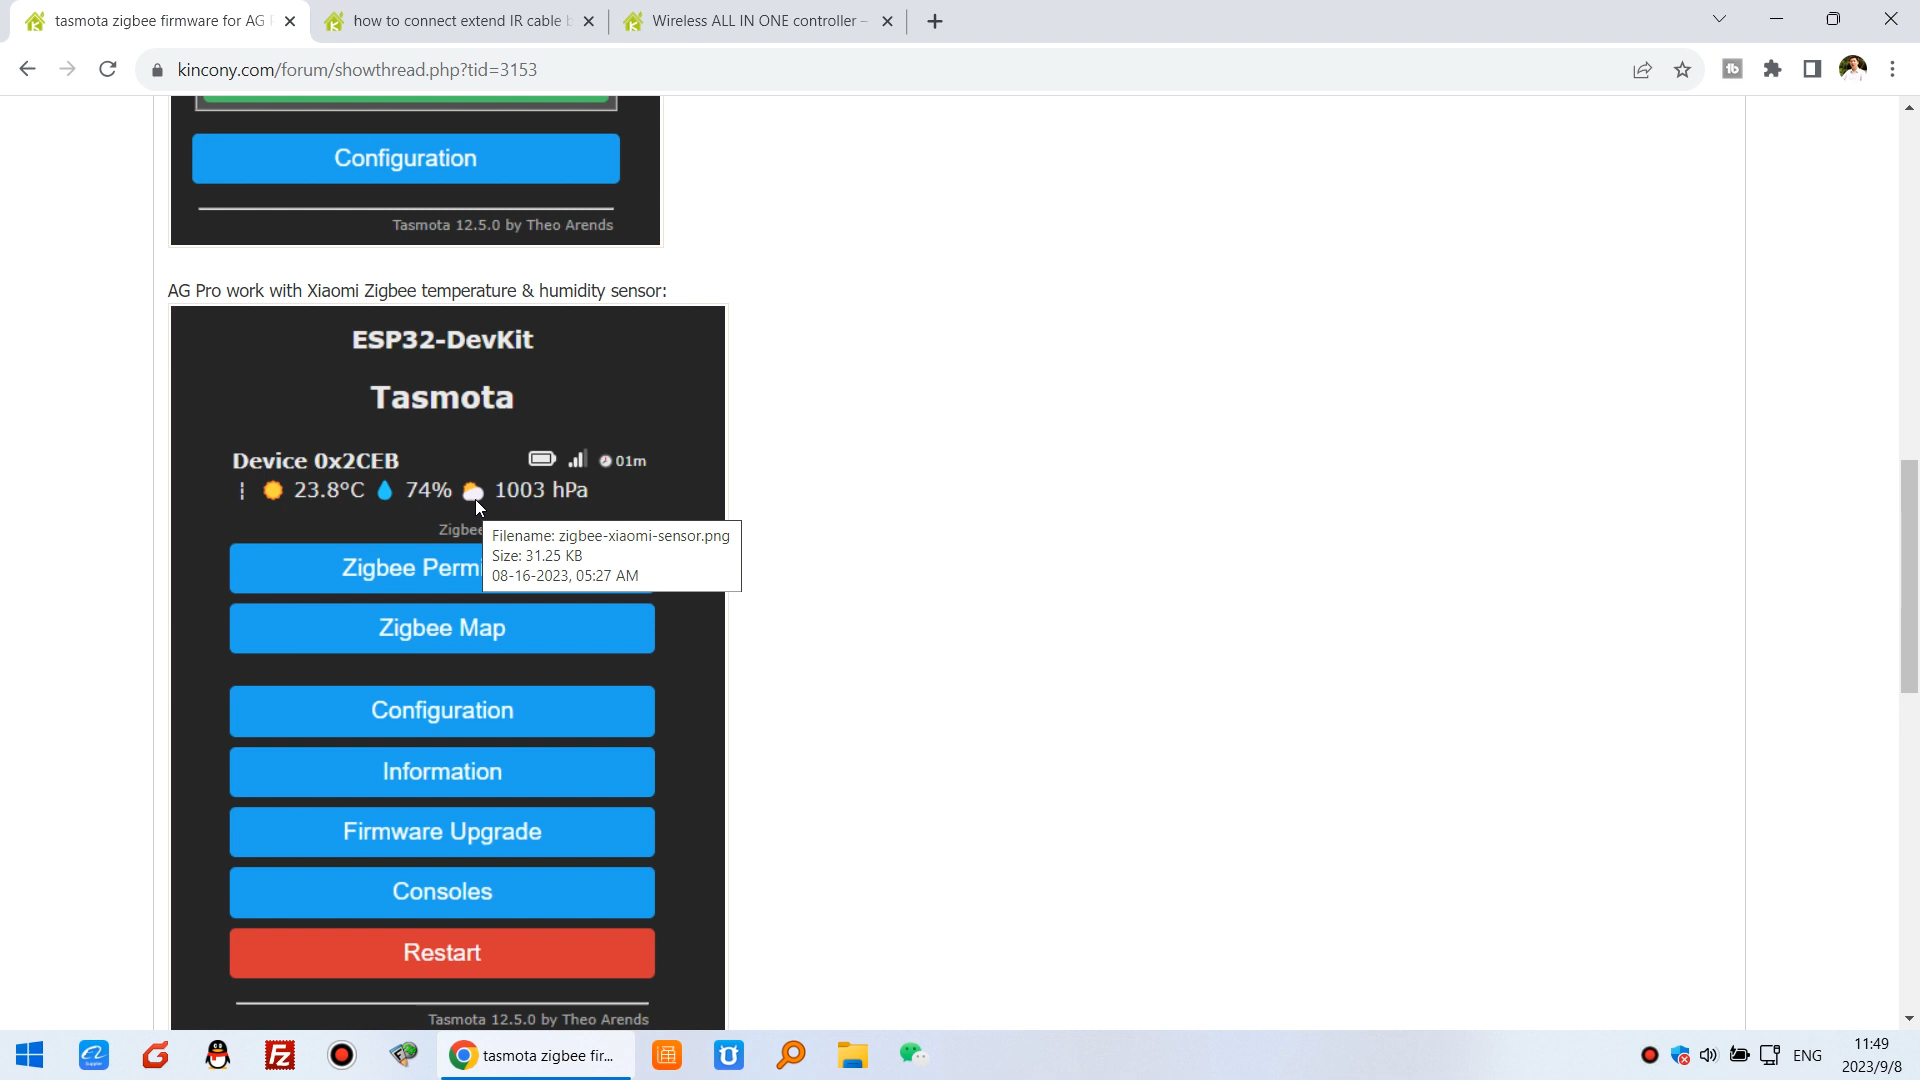 tasmota zigbee firmware for AG
how to connect extend IR cable
Wireless ALL IN ONE controller –
kincony.com/forum/showthread.php?tid=3153
Configuration
Tasmota 12.5.0 by Theo Arends
AG Pro work with Xiaomi Zigbee temperature & humidity sensor:
ESP32-DevKit
Tasmota
Device 0x2CEB 01m
23.8°C 74% 1003 hPa
Zigbee
Filename: zigbee-xiaomi-sensor.png
Size: 31.25 KB
08-16-2023, 05:27 AM
Zigbee Permi
Zigbee Map
Configuration
Information
Firmware Upgrade
Consoles
Restart
Tasmota 12.5.0 by Theo Arends
tasmota zigbee fir...
ENG
11:49
2023/9/8